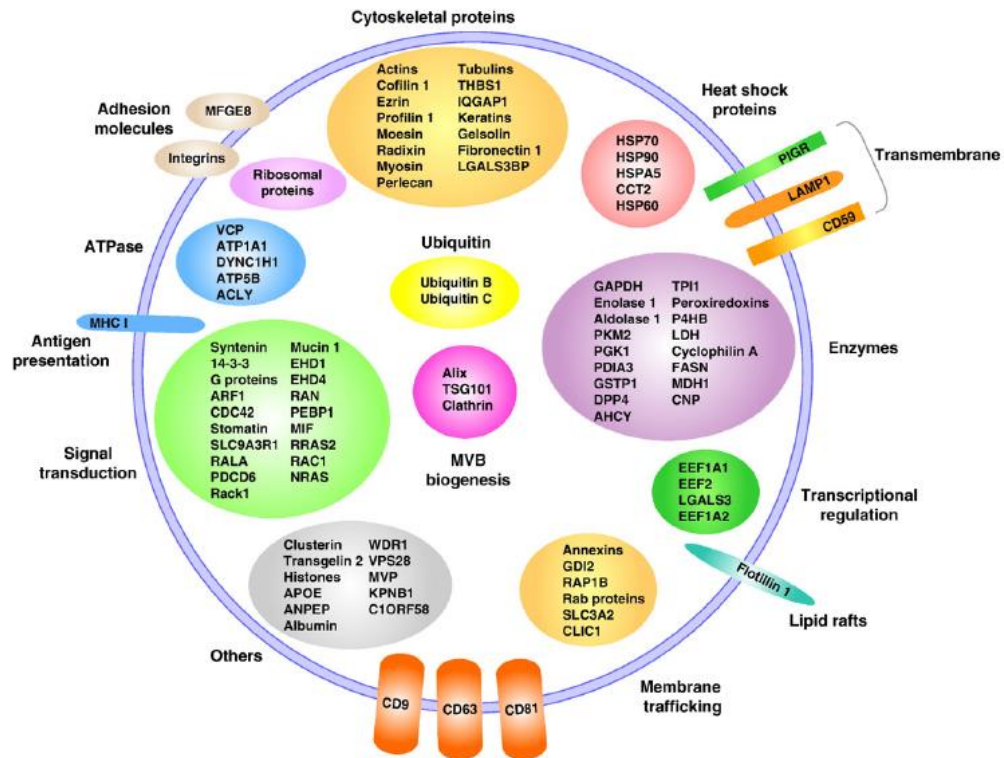 Cytoskeletal proteins
Actins Tubulins
Cofilin 1 THBS1
Ezrin IQGAP1
Profilin 1 Keratins
Moesin Gelsolin
Radixin Fibronectin 1
Myosin LGALS3BP
Perlecan
Adhesion
molecules
MFGE8
Integrins
Ribosomal
proteins
Heat shock
proteins
HSP70
HSP90
HSPA5
CCT2
HSP60
PIGR
LAMP1
CD59
Transmembrane
ATPase
VCP
ATP1A1
DYNC1H1
ATP5B
ACLY
Ubiquitin
Ubiquitin B
Ubiquitin C
MHC I
Antigen
presentation
GAPDH TPI1
Enolase 1 Peroxiredoxins
Aldolase 1 P4HB
PKM2 LDH
PGK1 Cyclophilin A
PDIA3 FASN
GSTP1 MDH1
DPP4 CNP
AHCY
Enzymes
Syntenin Mucin 1
14-3-3 EHD1
G proteins EHD4
ARF1 RAN
CDC42 PEBP1
Stomatin MIF
SLC9A3R1 RRAS2
RALA RAC1
PDCD6 NRAS
Rack1
Signal
transduction
Alix
TSG101
Clathrin
MVB
biogenesis
EEF1A1
EEF2
LGALS3
EEF1A2
Transcriptional
regulation
Clusterin WDR1
Transgelin 2 VPS28
Histones MVP
APOE KPNB1
ANPEP C1ORF58
Albumin
Others
Annexins
GDI2
RAP1B
Rab proteins
SLC3A2
CLIC1
Flotillin 1
Lipid rafts
Membrane
trafficking
CD9
CD63
CD81